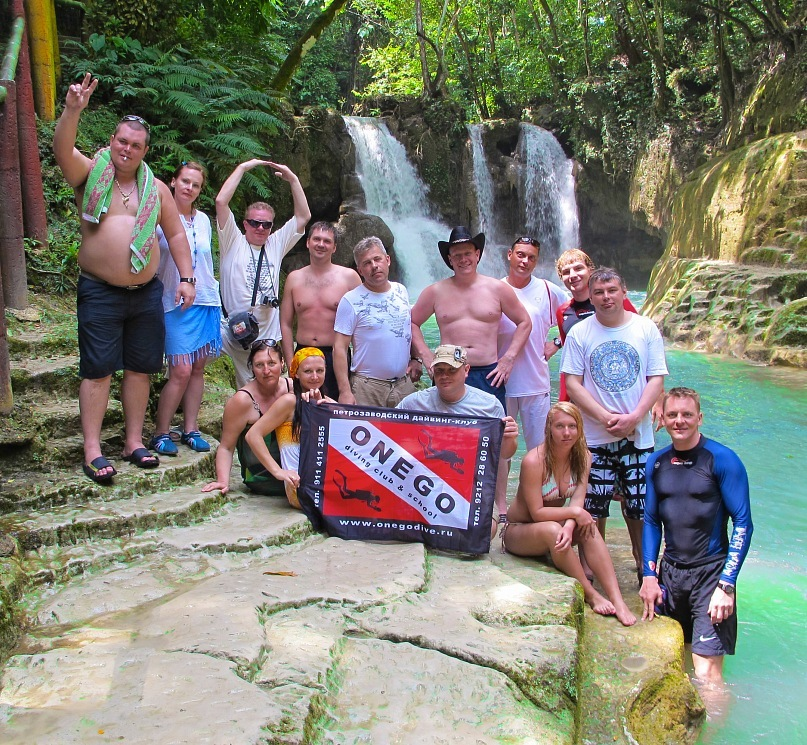 петрозаводский дайвинг-клуб
ONEGO
diving club & school
тел. 911 411 2555
тел. 9212 28 60 50
www.onegodive.ru